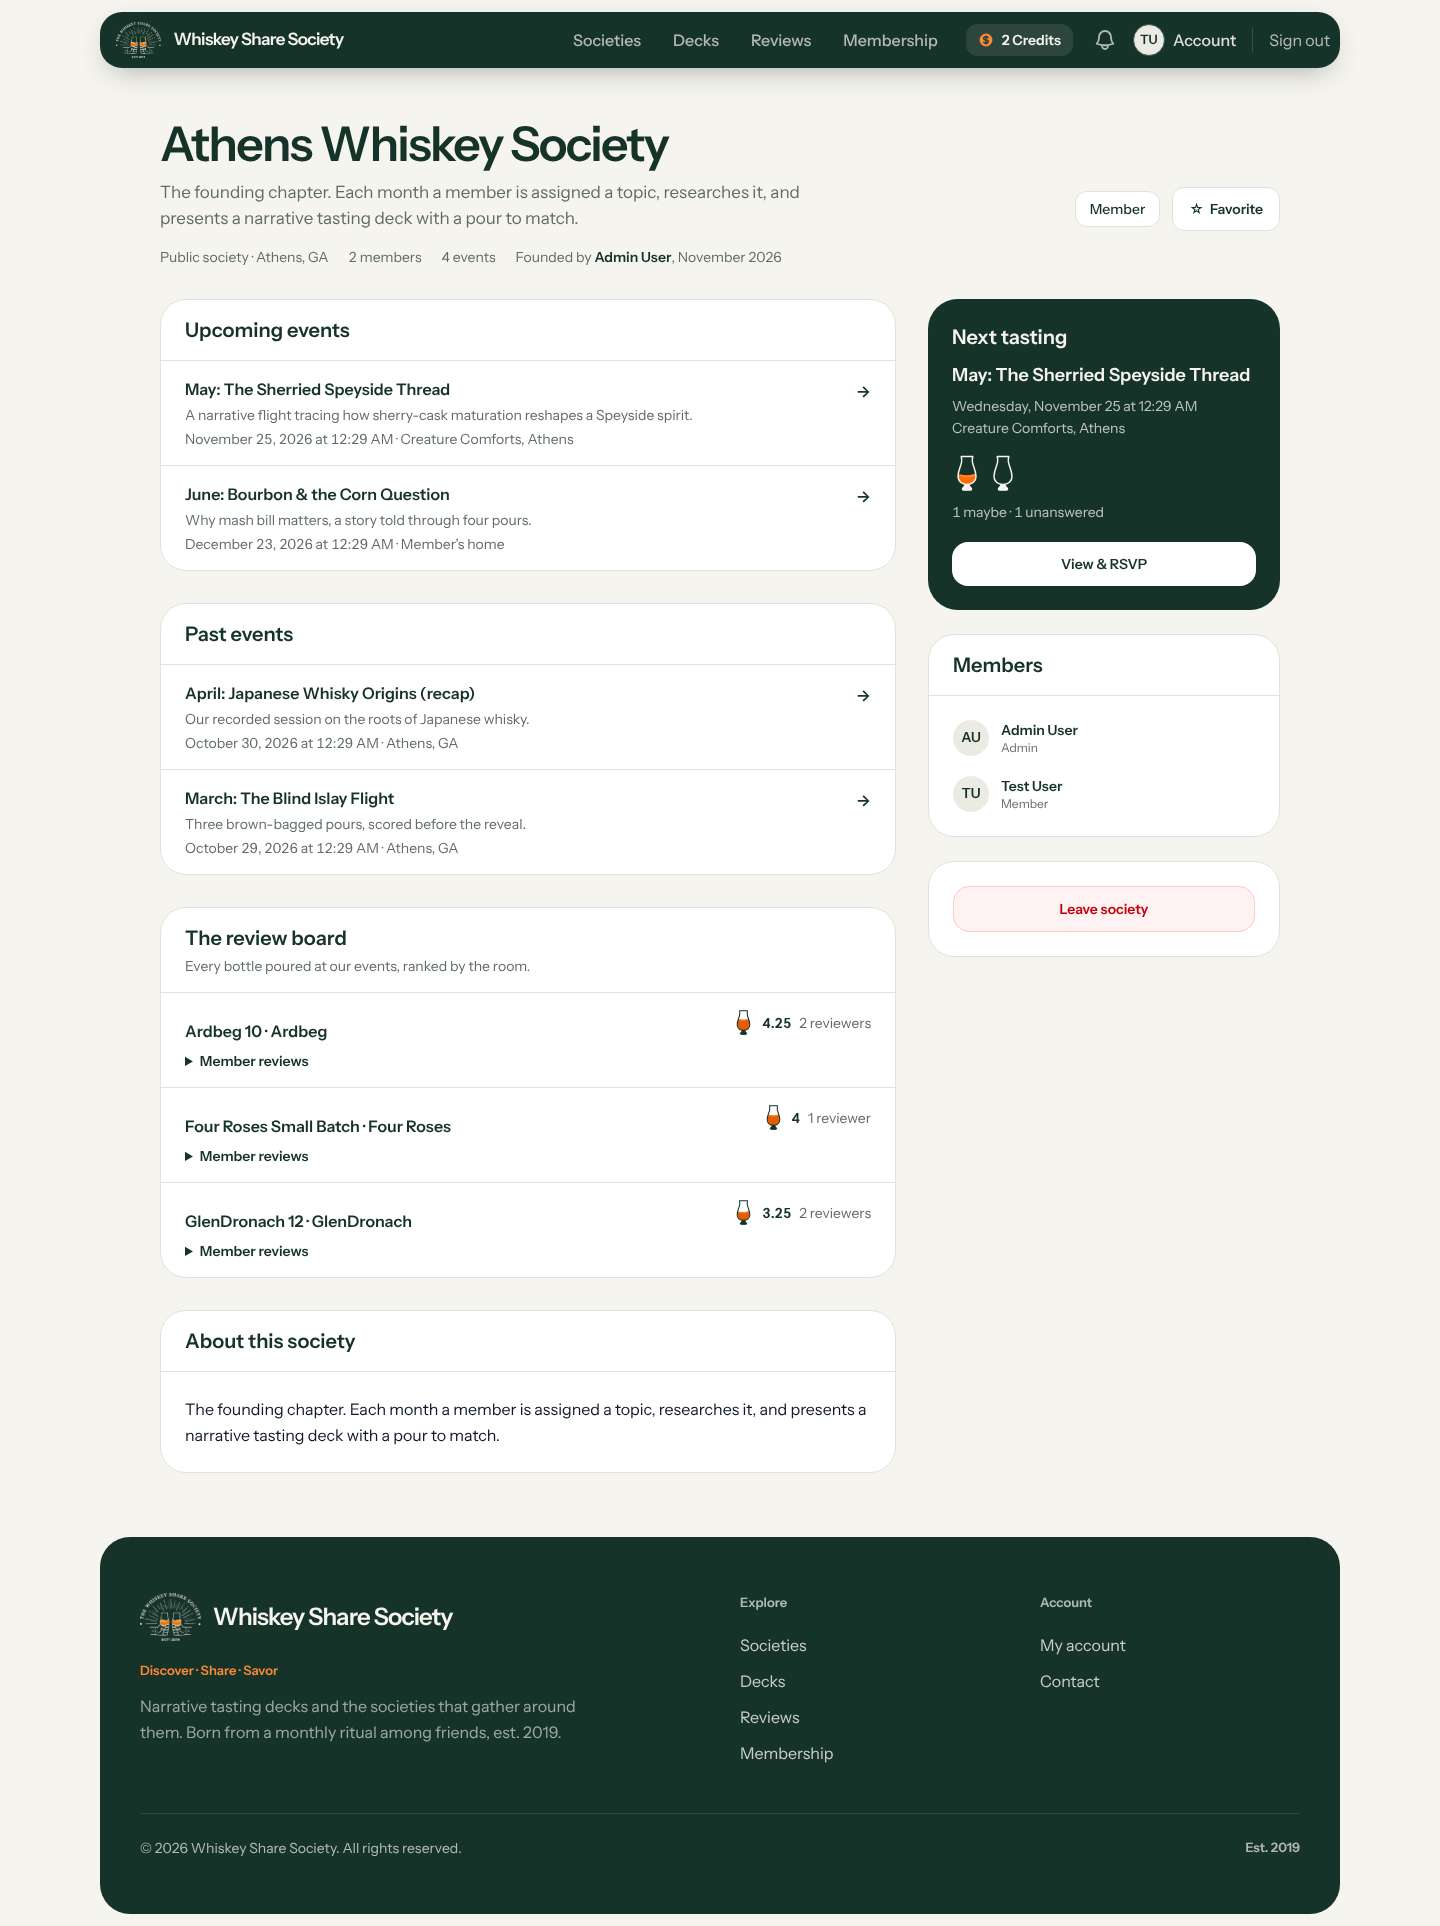 THE WHISKEY SHARE SOCIETY
Whiskey Share Society
Societies
Decks
Reviews
Membership
2 Credits
TU
Account
Sign out
Athens Whiskey Society
The founding chapter. Each month a member is assigned a topic, researches it, and
presents a narrative tasting deck with a pour to match.
Member
☆ Favorite
Public society · Athens, GA
2 members
4 events
Founded by Admin User, November 2026
Upcoming events
May: The Sherried Speyside Thread
→
A narrative flight tracing how sherry-cask maturation reshapes a Speyside spirit.
November 25, 2026 at 12:29 AM · Creature Comforts, Athens
June: Bourbon & the Corn Question
→
Why mash bill matters, a story told through four pours.
December 23, 2026 at 12:29 AM · Member's home
Past events
April: Japanese Whisky Origins (recap)
→
Our recorded session on the roots of Japanese whisky.
October 30, 2026 at 12:29 AM · Athens, GA
March: The Blind Islay Flight
→
Three brown-bagged pours, scored before the reveal.
October 29, 2026 at 12:29 AM · Athens, GA
The review board
Every bottle poured at our events, ranked by the room.
Ardbeg 10 · Ardbeg
4.25 2 reviewers
▶ Member reviews
Four Roses Small Batch · Four Roses
4 1 reviewer
▶ Member reviews
GlenDronach 12 · GlenDronach
3.25 2 reviewers
▶ Member reviews
About this society
The founding chapter. Each month a member is assigned a topic, researches it, and presents a
narrative tasting deck with a pour to match.
Next tasting
May: The Sherried Speyside Thread
Wednesday, November 25 at 12:29 AM
Creature Comforts, Athens
1 maybe · 1 unanswered
View & RSVP
Members
AU
Admin User
Admin
TU
Test User
Member
Leave society
THE WHISKEY SHARE SOCIETY
Whiskey Share Society
Discover · Share · Savor
Narrative tasting decks and the societies that gather around
them. Born from a monthly ritual among friends, est. 2019.
Explore
Societies
Decks
Reviews
Membership
Account
My account
Contact
© 2026 Whiskey Share Society. All rights reserved.
Est. 2019